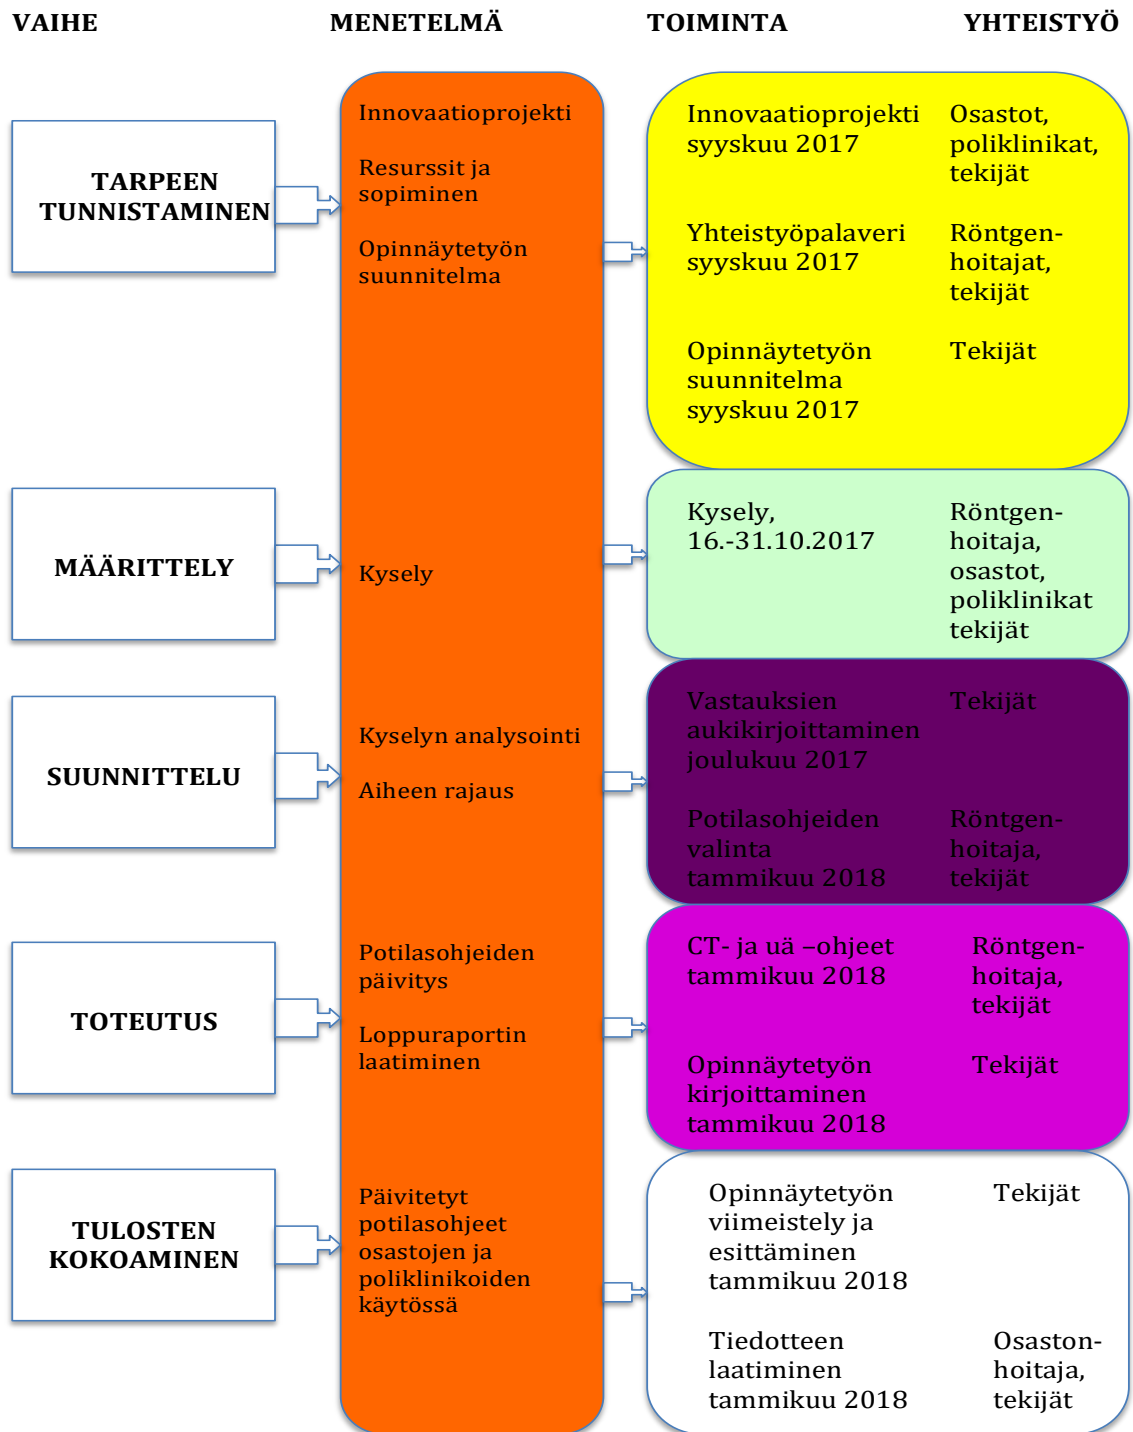 VAIHE
MENETELMÄ
TOIMINTA
YHTEISTYÖ
TARPEEN
TUNNISTAMINEN
Innovaatioprojekti
Resurssit ja
sopiminen
Opinnäytetyön
suunnitelma
Innovaatioprojekti
syyskuu 2017
Osastot,
poliklinikat,
tekijät
Yhteistyöpalaveri
syyskuu 2017
Röntgen-
hoitajat,
tekijät
Opinnäytetyön
suunnitelma
syyskuu 2017
Tekijät
MÄÄRITTELY
Kysely
Kysely,
16.-31.10.2017
Röntgen-
hoitaja,
osastot,
poliklinikat
tekijät
SUUNNITTELU
Kyselyn analysointi
Aiheen rajaus
Vastauksien
aukikirjoittaminen
joulukuu 2017
Tekijät
Potilasohjeiden
valinta
tammikuu 2018
Röntgen-
hoitaja,
tekijät
TOTEUTUS
Potilasohjeiden
päivitys
Loppuraportin
laatiminen
CT- ja uä –ohjeet
tammikuu 2018
Röntgen-
hoitaja,
tekijät
Opinnäytetyön
kirjoittaminen
tammikuu 2018
Tekijät
TULOSTEN
KOKOAMINEN
Päivitetyt
potilasohjeet
osastojen ja
poliklinikoiden
käytössä
Opinnäytetyön
viimeistely ja
esittäminen
tammikuu 2018
Tekijät
Tiedotteen
laatiminen
tammikuu 2018
Osaston-
hoitaja,
tekijät